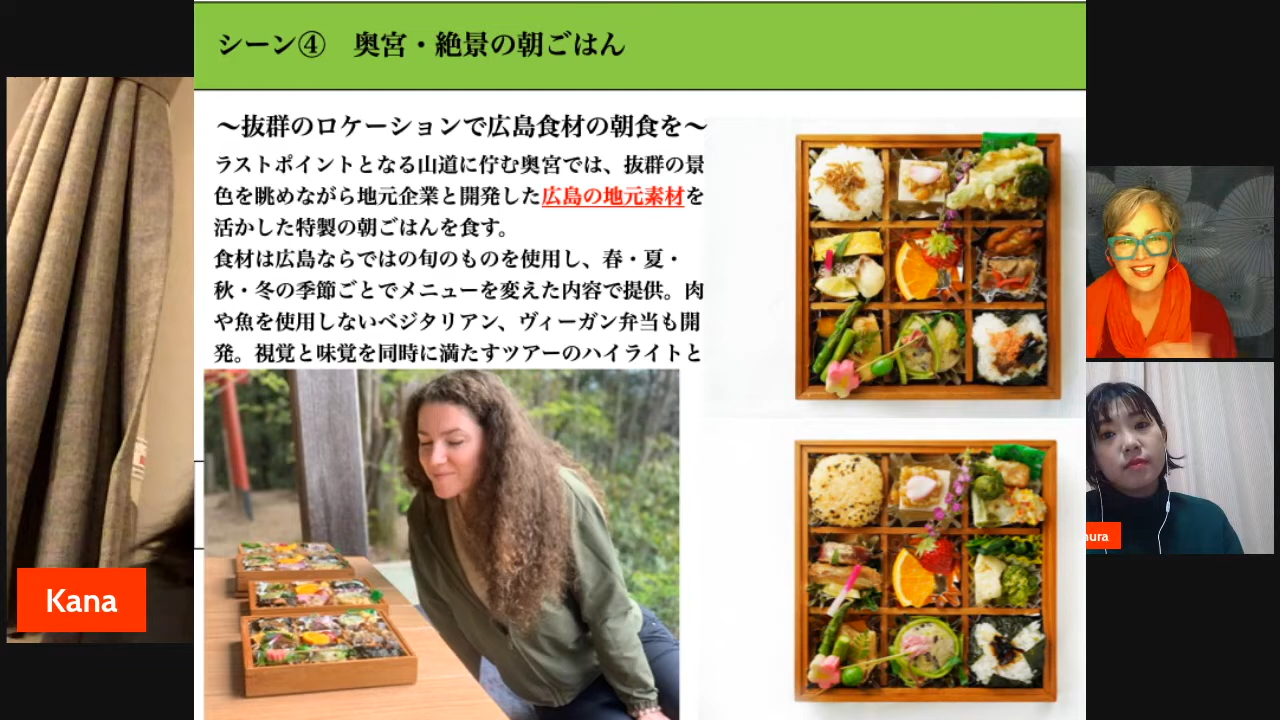 シーン④　奥宮・絶景の朝ごはん
〜抜群のロケーションで広島食材の朝食を〜
ラストポイントとなる山道に佇む奥宮では、抜群の景
色を眺めながら地元企業と開発した広島の地元素材を
活かした特製の朝ごはんを食す。
食材は広島ならではの旬のものを使用し、春・夏・
秋・冬の季節ごとでメニューを変えた内容で提供。肉
や魚を使用しないベジタリアン、ヴィーガン弁当も開
発。視覚と味覚を同時に満たすツアーのハイライトと
Kana